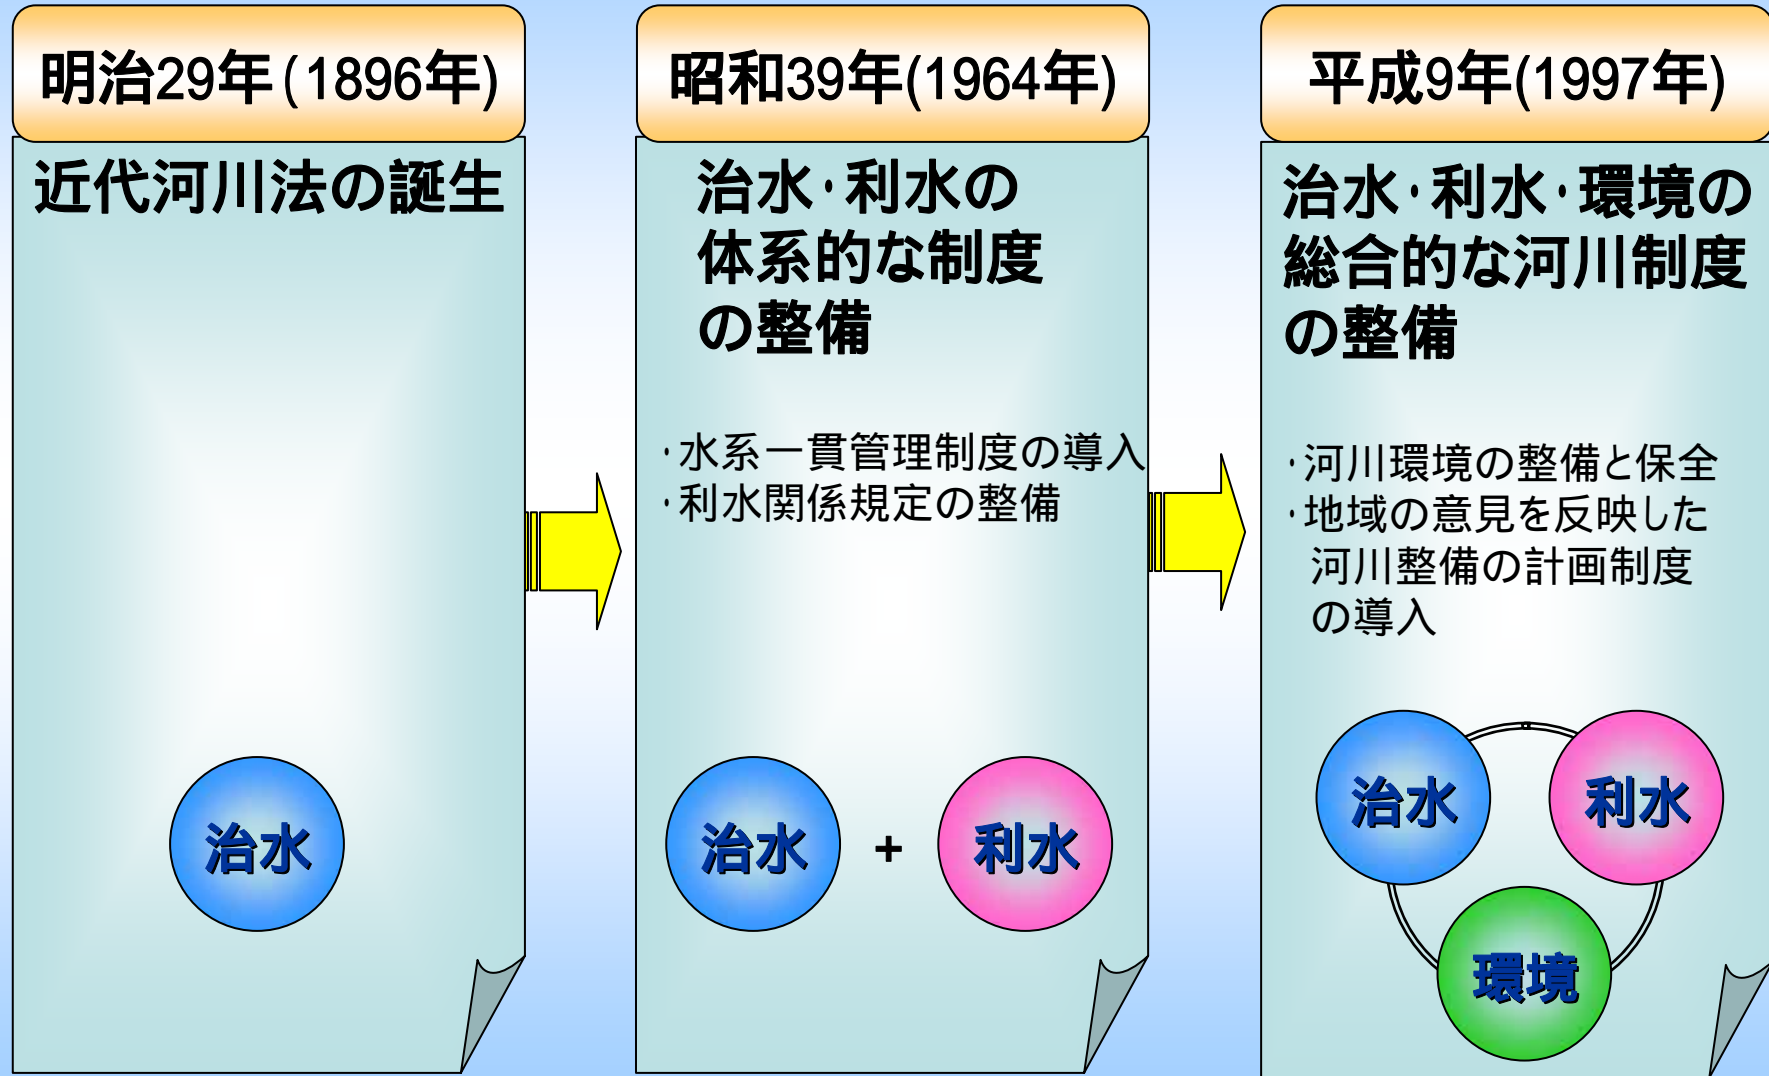 明治29年(1896年)
近代河川法の誕生
治水
昭和39年(1964年)
治水・利水の
体系的な制度
の整備
・水系一貫管理制度の導入
・利水関係規定の整備
治水 + 利水
平成9年(1997年)
治水・利水・環境の
総合的な河川制度
の整備
・河川環境の整備と保全
・地域の意見を反映した
河川整備の計画制度
の導入
治水 利水
環境